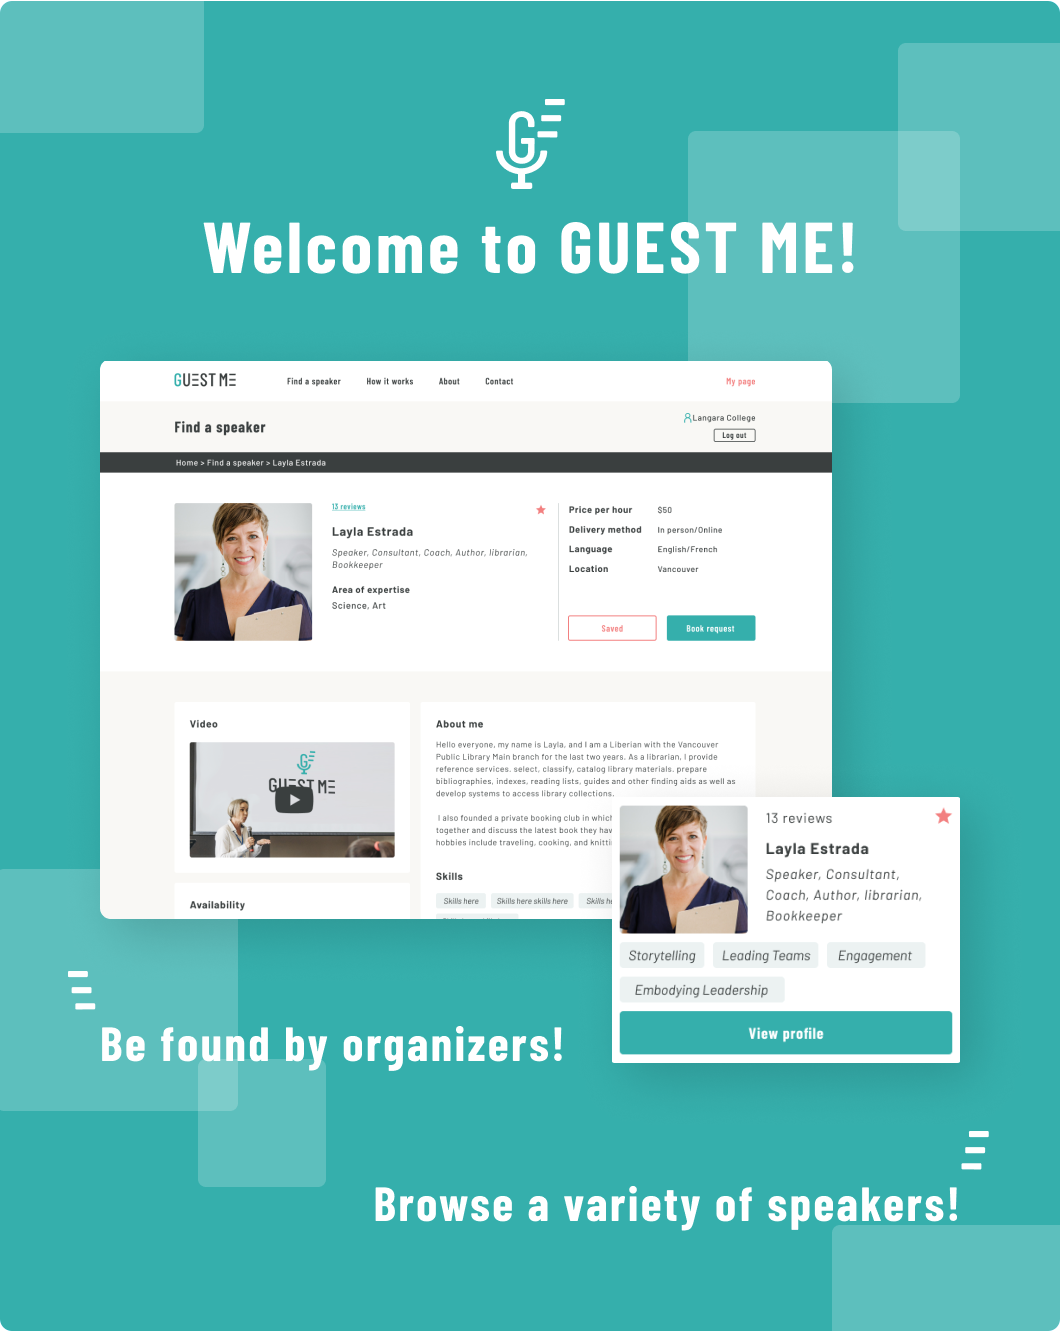 Welcome to GUEST ME!
GUEST ME
Find a speaker
How it works
About
Contact
My page
Find a speaker
Langara College
Log out
Home > Find a speaker > Layla Estrada
13 reviews
Layla Estrada
Speaker, Consultant, Coach, Author, librarian,
Bookkeeper
Area of expertise
Science, Art
Price per hour $50
Delivery method In person/Online
Language English/French
Location Vancouver
Saved
Book request
Video
GUEST ME
Availability
About me
Hello everyone, my name is Layla, and I am a Liberian with the Vancouver
Public Library Main branch for the last two years. As a librarian, I provide
reference services. select, classify, catalog library materials. prepare
bibliographies, indexes, reading lists, guides and other finding aids as well as
develop systems to access library collections.
I also founded a private booking club in which
together and discuss the latest book they hav
hobbies include traveling, cooking, and knitti
Skills
Skills here
Skills here skills here
Skills he
13 reviews
Layla Estrada
Speaker, Consultant,
Coach, Author, librarian,
Bookkeeper
Storytelling
Leading Teams
Engagement
Embodying Leadership
View profile
Be found by organizers!
Browse a variety of speakers!